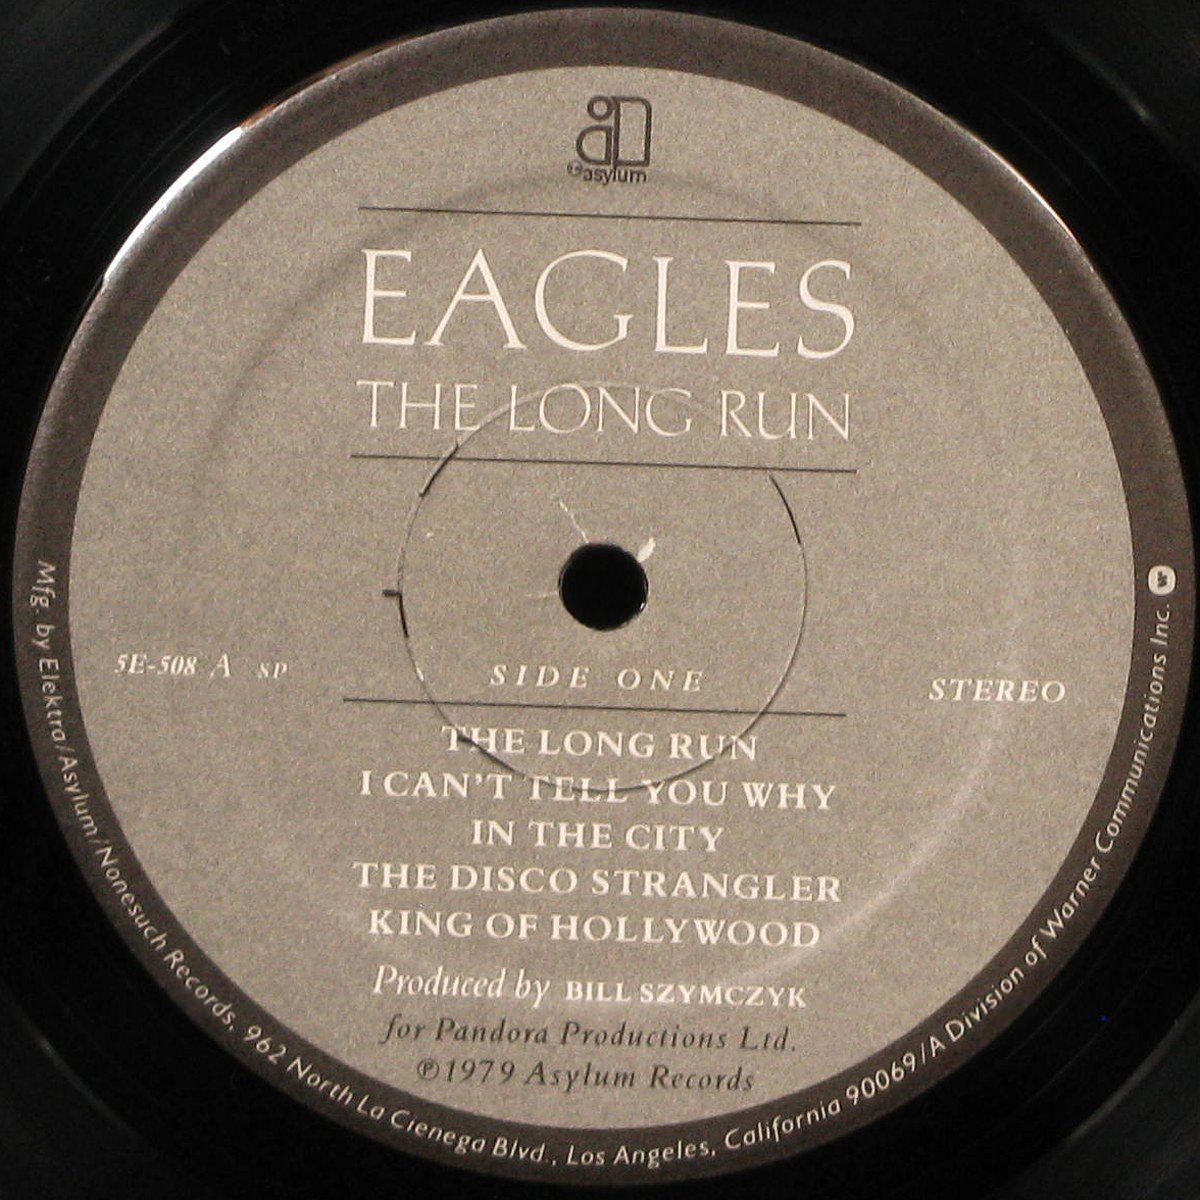 asylum
EAGLES
THE LONG RUN
5E-508 A SP
SIDE ONE
STEREO
THE LONG RUN
I CAN'T TELL YOU WHY
IN THE CITY
THE DISCO STRANGLER
KING OF HOLLYWOOD
Produced by BILL SZYMCZYK
for Pandora Productions Ltd.
℗1979 Asylum Records
Mfg. by Elektra/Asylum/Nonesuch Records, 962 North La Cienega Blvd., Los Angeles, California 90069/A Division of Warner Communications Inc. W